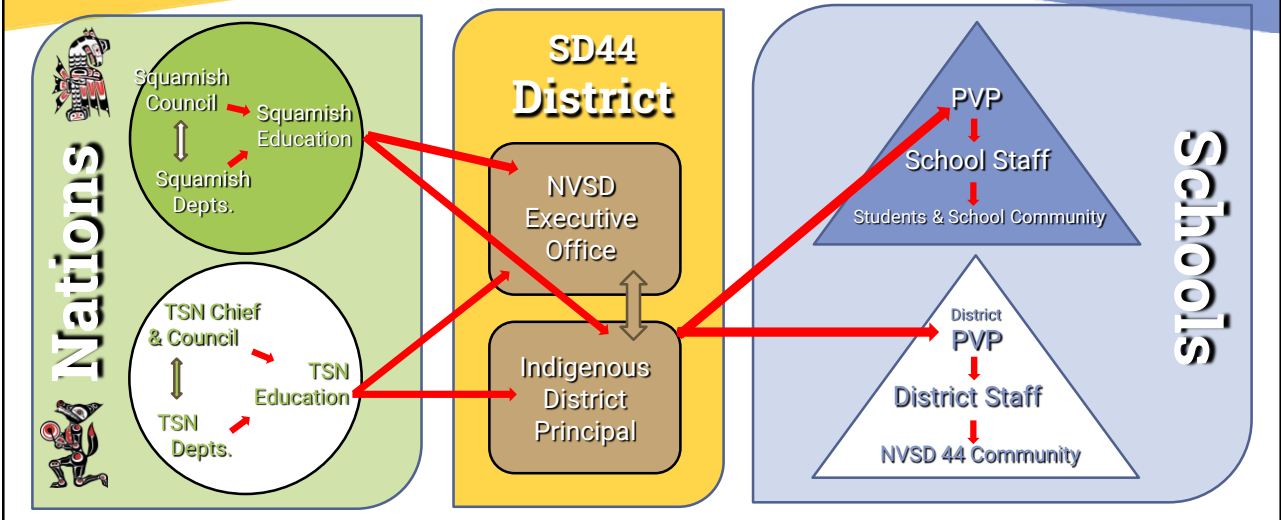 Nations
Squamish
Council
Squamish
Education
Squamish
Depts.
TSN Chief
& Council
TSN
Education
TSN
Depts.
SD44
District
NVSD
Executive
Office
Indigenous
District
Principal
PVP
School Staff
Students & School Community
District
PVP
District Staff
NVSD 44 Community
Schools